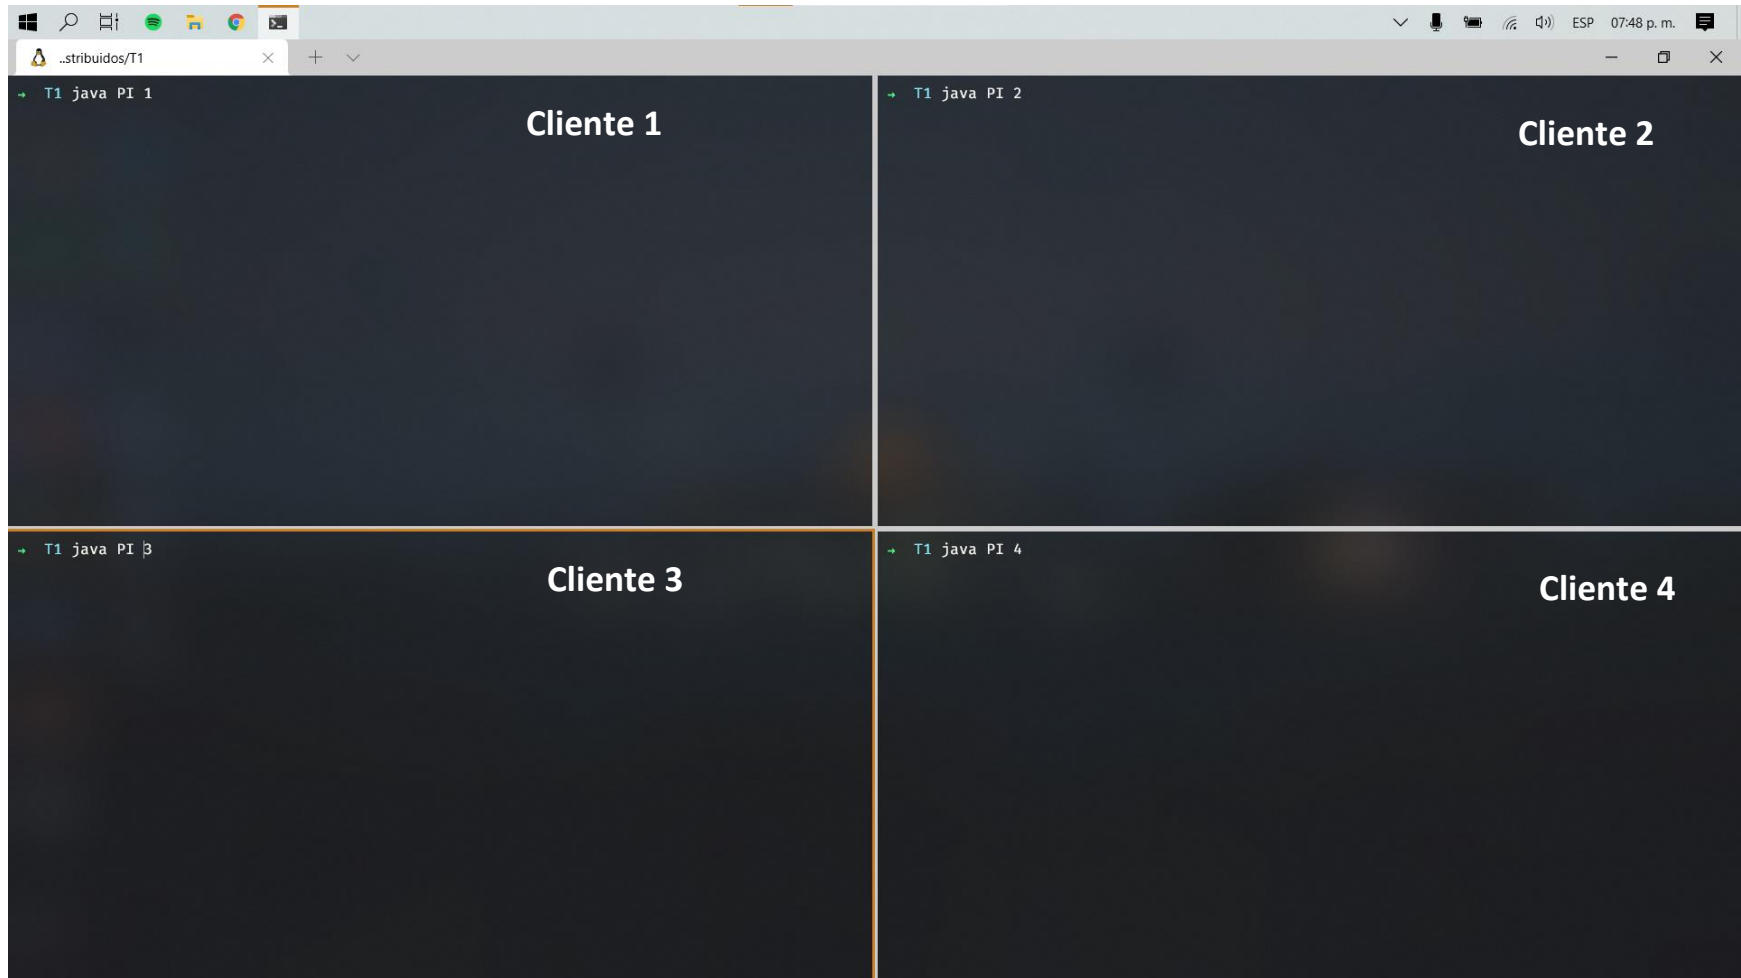 ESP 07:48 p. m.
..stribuidos/T1
→ T1 java PI 1
Cliente 1
→ T1 java PI 2
Cliente 2
→ T1 java PI 3
Cliente 3
→ T1 java PI 4
Cliente 4